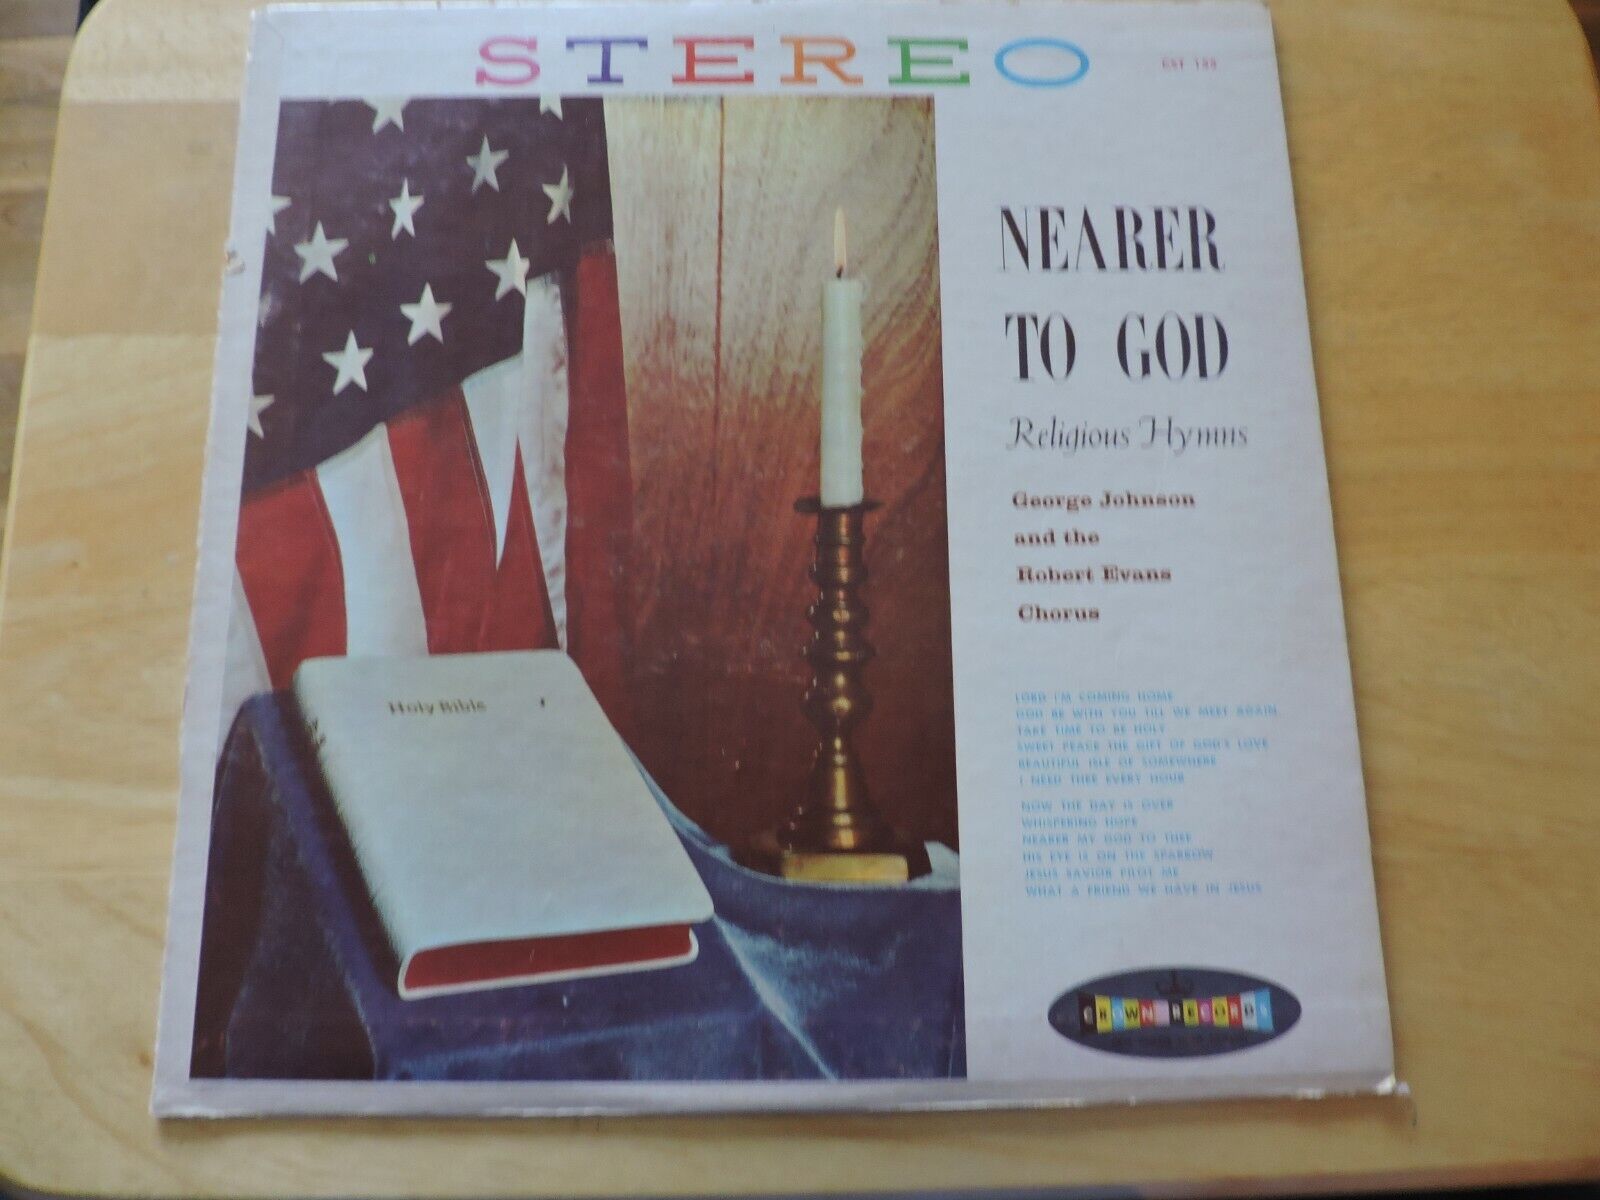 STEREO
CST
NEARER
TO GOD
Religious Hymns
George Johnson
and the
Robert Evans
Chorus
Holy Bible
LORD I'M COMING HOME
GOD BE WITH YOU TILL WE MEET AGAIN
TAKE TIME TO BE HOLY
SWEET PEACE THE GIFT OF GOD'S LOVE
BEAUTIFUL ISLE OF SOMEWHERE
I NEED THEE EVERY HOUR
NOW THE DAY IS OVER
WHISPERING HOPE
NEARER MY GOD TO THEE
HIS EYE IS ON THE SPARROW
JESUS SAVIOR PILOT ME
WHAT A FRIEND WE HAVE IN JESUS
CROWN RECORDS